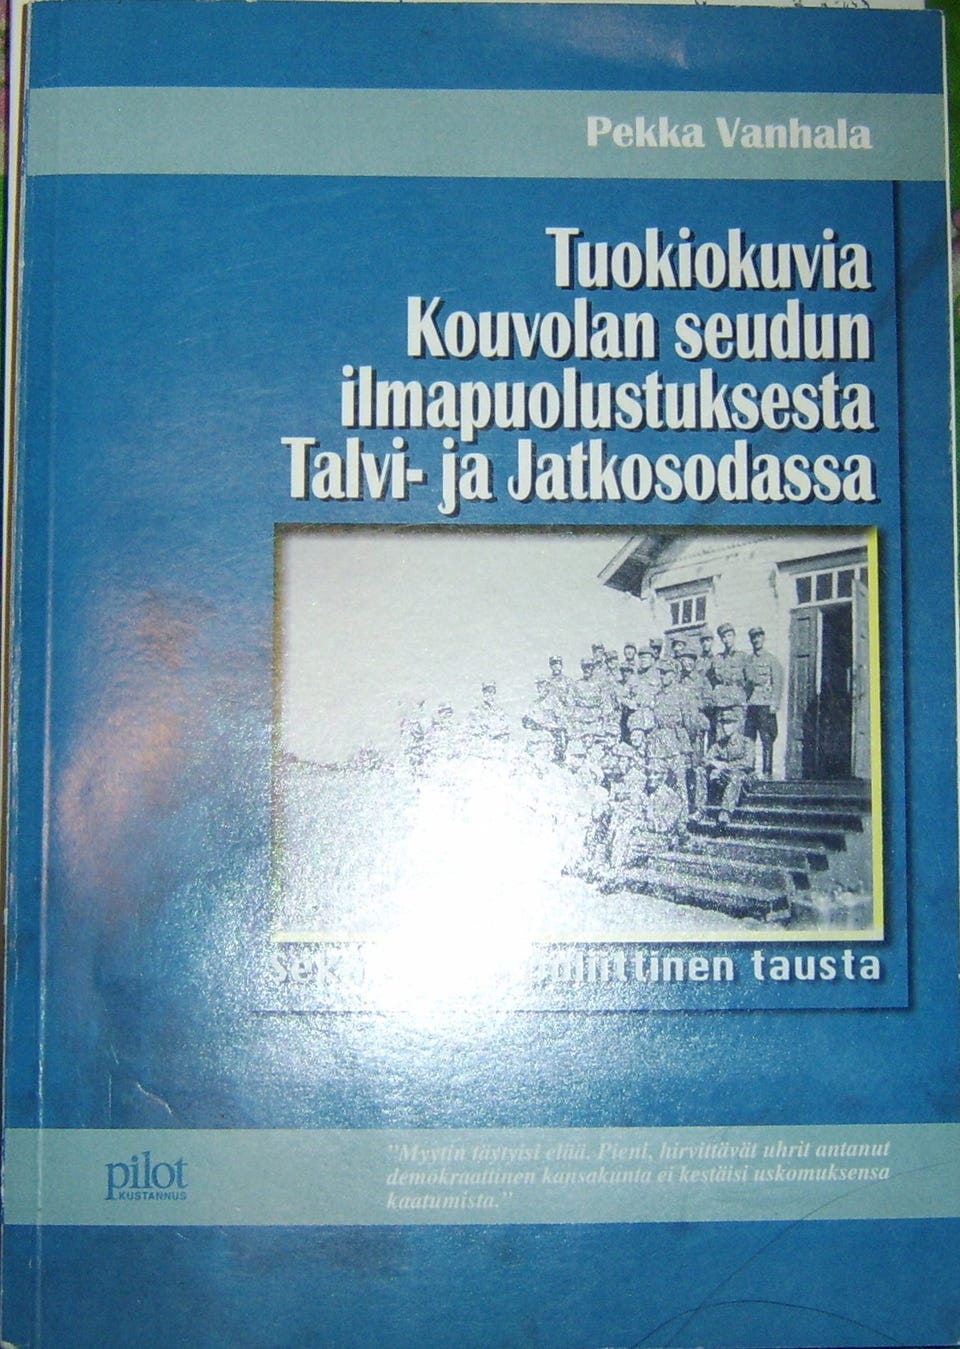 Pekka Vanhala
Tuokiokuvia
Kouvolan seudun
ilmapuolustuksesta
Talvi- ja Jatkosodassa
tausta
pilot
KUSTANNUS
"Myytin täytyisi elää. Pieni, hirvittävät uhrit antanut
demokraattinen kansakunta ei kestäisi uskomuksensa
kaatumista."